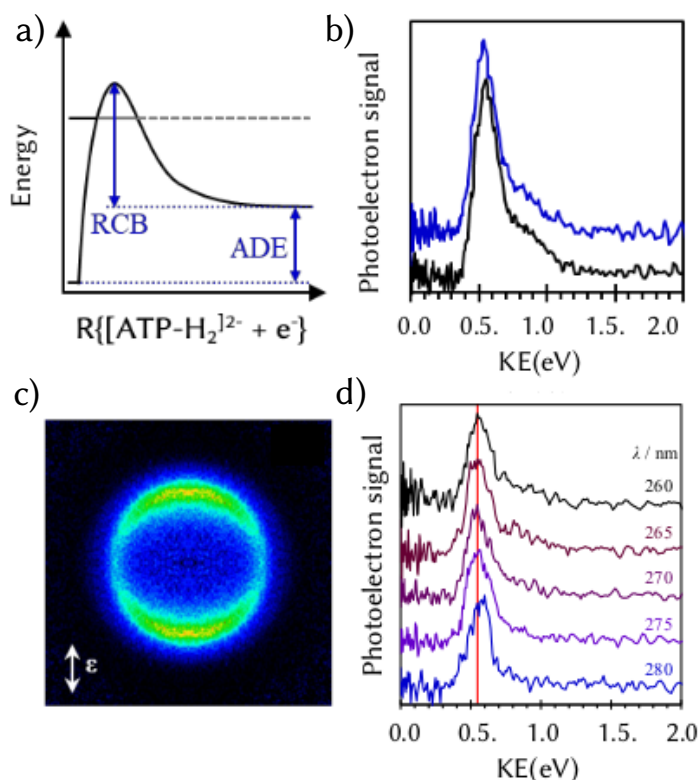 a)
Energy
RCB
ADE
R{[ATP-H₂]²⁻ + e⁻}
b)
Photoelectron signal
0.0 0.5. 1.0 1.5. 2.0
KE(eV)
c)
ε
d)
Photoelectron signal
λ / nm
260
265
270
275
280
0.0 0.5. 1.0 1.5. 2.0
KE(eV)